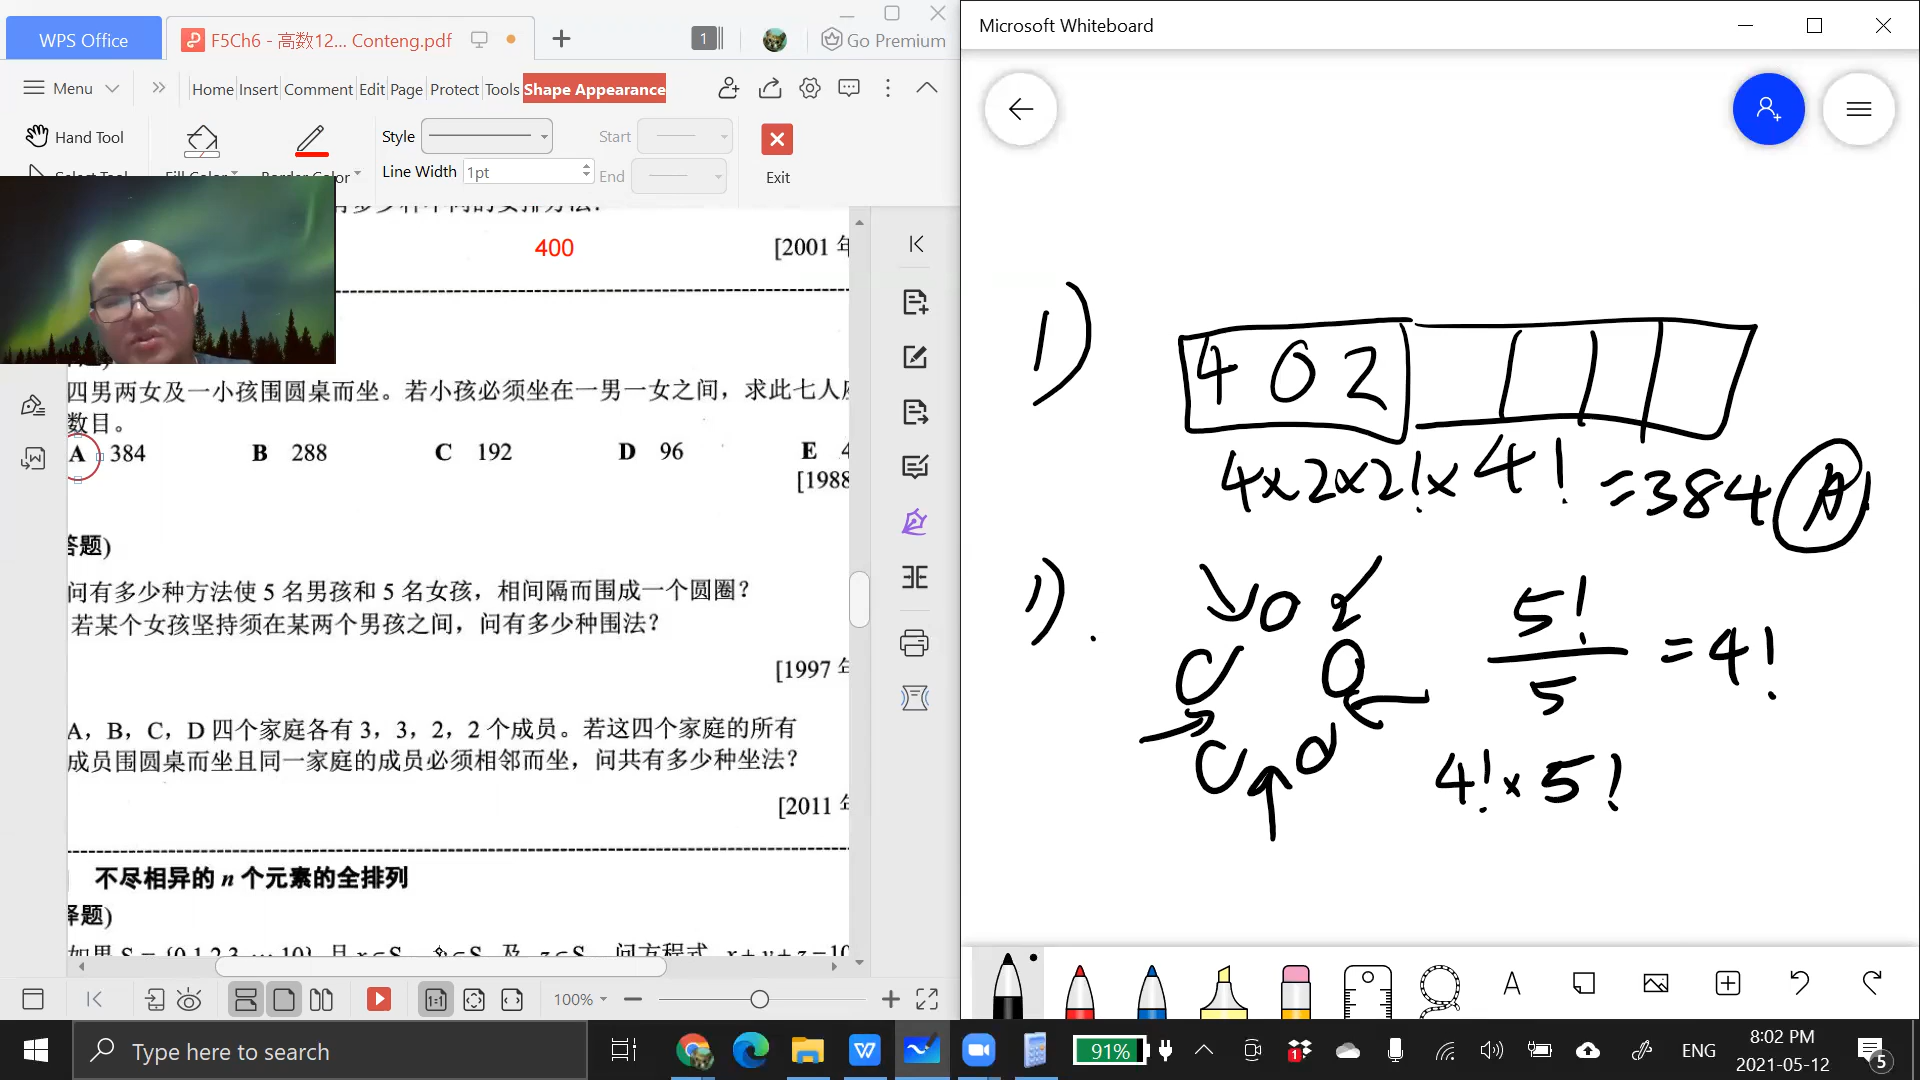 WPS Office
F5Ch6 - 高数12... Conteng.pdf
1
Go Premium
Menu
Home Insert Comment Edit Page Protect Tools Shape Appearance
Hand Tool
Style
Start
Line Width 1pt
End
Exit
400
[2001 年
四男两女及一小孩围圆桌而坐。若小孩必须坐在一男一女之间，求此七人
数目。
A 384 B 288 C 192 D 96 E 4
[1988
答题)
问有多少种方法使 5 名男孩和 5 名女孩，相间隔而围成一个圆圈？
若某个女孩坚持须在某两个男孩之间，问有多少种围法？
[1997 年
A，B，C，D 四个家庭各有 3，3，2，2 个成员。若这四个家庭的所有
成员围圆桌而坐且同一家庭的成员必须相邻而坐，问共有多少种坐法？
[2011 年
不尽相异的 n 个元素的全排列
择题)
100%
Microsoft Whiteboard
1)
4 0 2
4x2x2!x 4! =384 A
1).
5!
5
=4!
4!x5!
Type here to search
91%
1
ENG
8:02 PM
2021-05-12
5